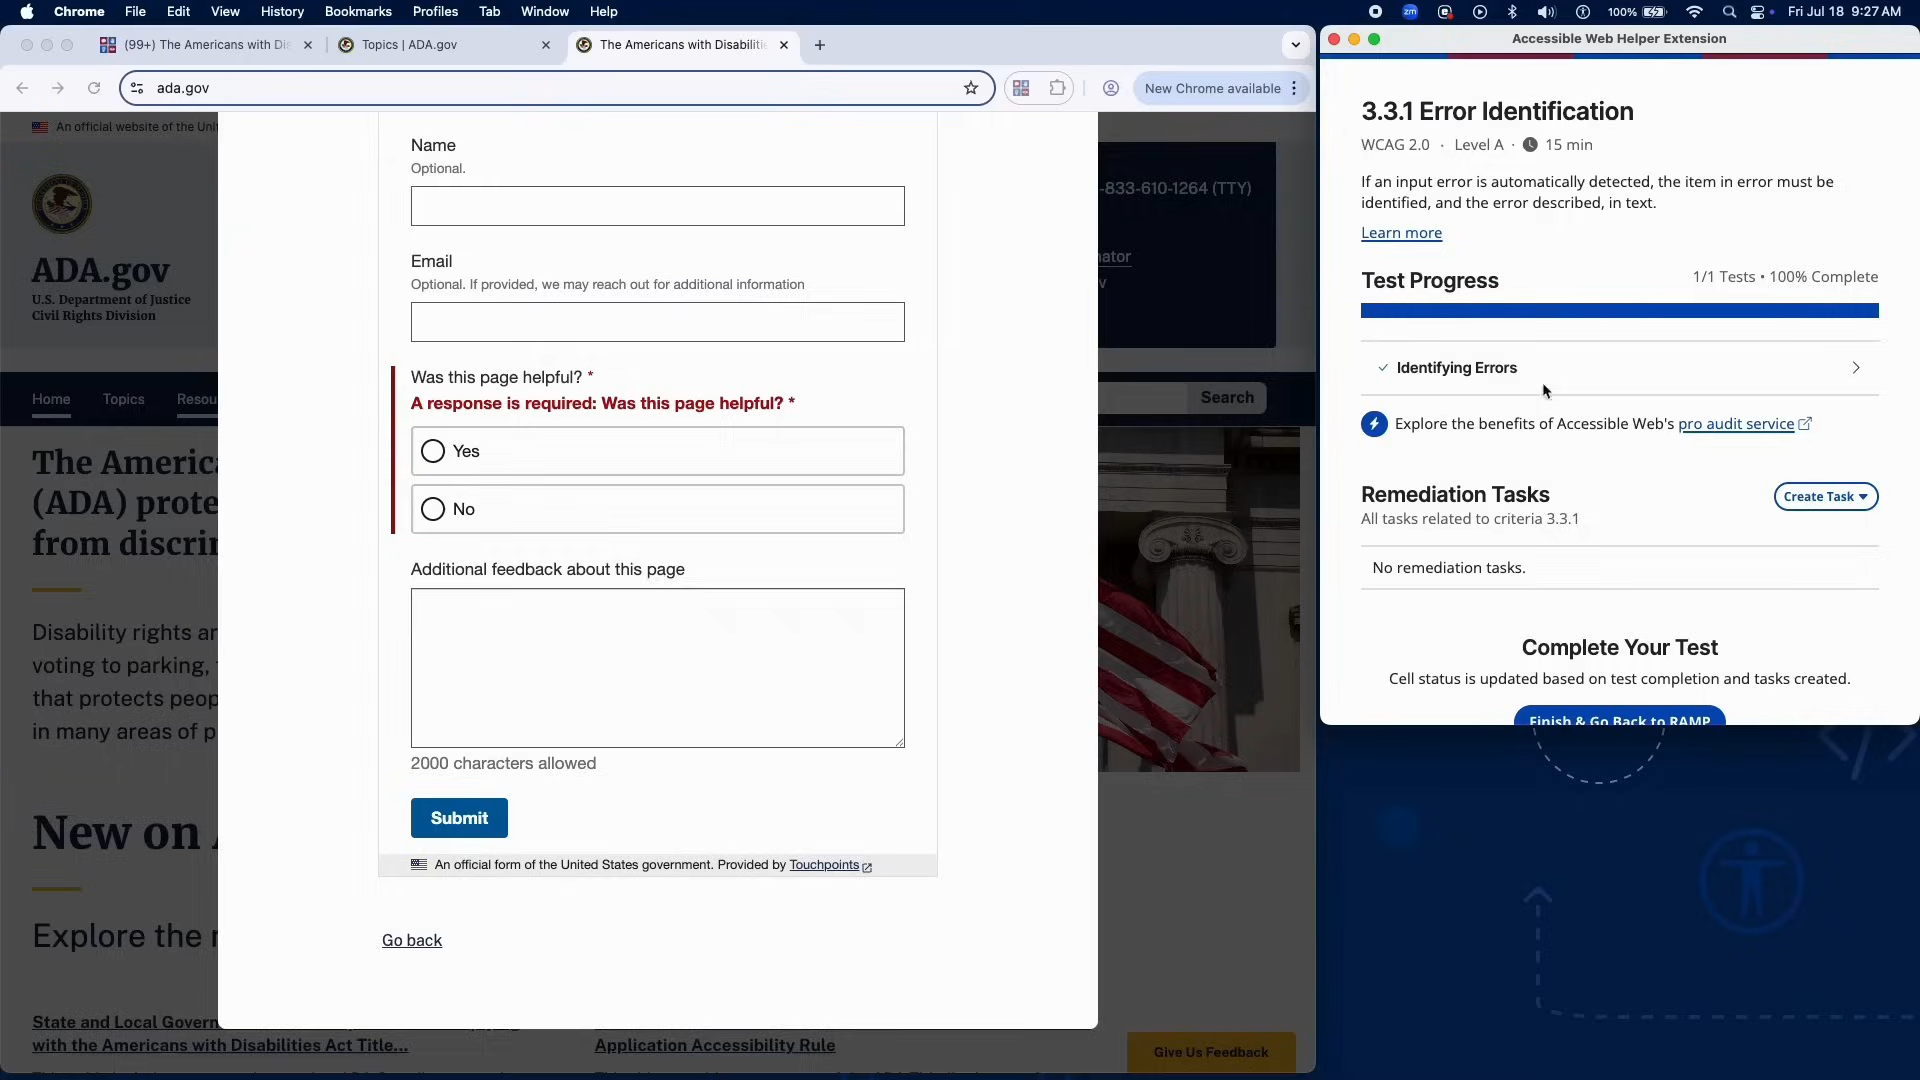 Chrome File Edit View History Bookmarks Profiles Tab Window Help
zm 100% Fri Jul 18 9:27 AM
(99+) The Americans with Dis
Topics | ADA.gov
The Americans with Disabilitie
ada.gov
New Chrome available
An official website of the Unit
ADA.gov
U.S. Department of Justice
Civil Rights Division
Home Topics Resou
The America
(ADA) prote
from discrin
Disability rights ar
voting to parking,
that protects peop
in many areas of p
New on
Explore the
State and Local Govern
with the Americans with Disabilities Act Title...
Name
Optional.
Email
Optional. If provided, we may reach out for additional information
Was this page helpful? *
A response is required: Was this page helpful? *
Yes
No
Additional feedback about this page
2000 characters allowed
Submit
An official form of the United States government. Provided by Touchpoints
Go back
-833-610-1264 (TTY)
nator
v
Search
Application Accessibility Rule
Give Us Feedback
Accessible Web Helper Extension
3.3.1 Error Identification
WCAG 2.0 · Level A · 15 min
If an input error is automatically detected, the item in error must be
identified, and the error described, in text.
Learn more
Test Progress
1/1 Tests • 100% Complete
Identifying Errors
Explore the benefits of Accessible Web's pro audit service
Remediation Tasks
Create Task
All tasks related to criteria 3.3.1
No remediation tasks.
Complete Your Test
Cell status is updated based on test completion and tasks created.
Finish & Go Back to RAMP